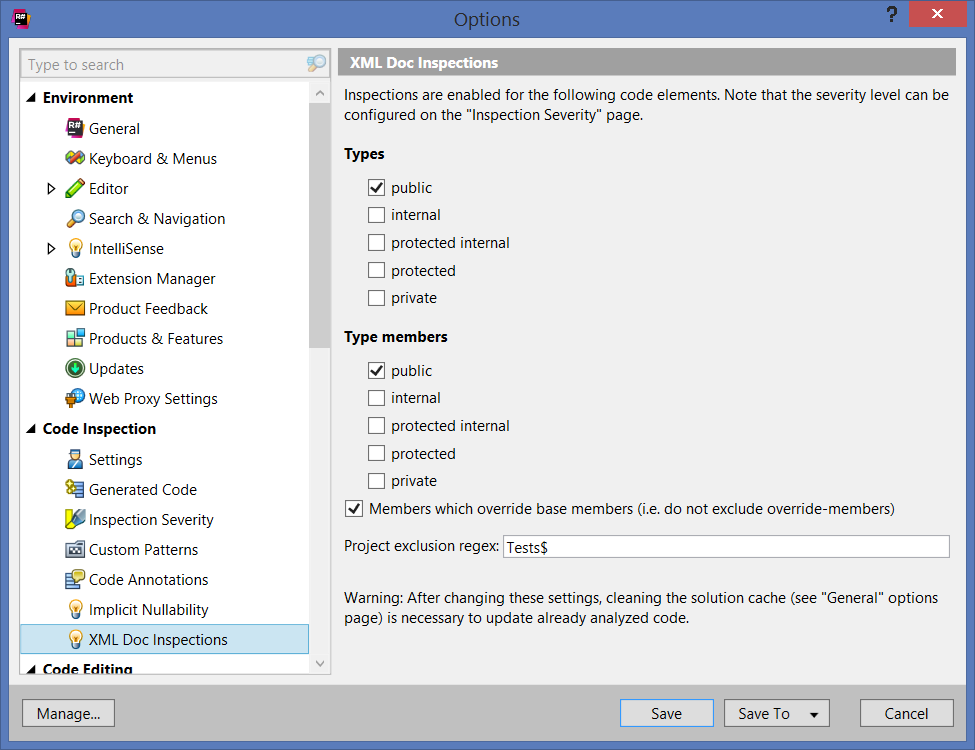 R#
Options
?
Type to search
Environment
R# General
Keyboard & Menus
Editor
Search & Navigation
IntelliSense
Extension Manager
Product Feedback
Products & Features
Updates
Web Proxy Settings
Code Inspection
Settings
Generated Code
Inspection Severity
Custom Patterns
Code Annotations
Implicit Nullability
XML Doc Inspections
Code Editing
XML Doc Inspections
Inspections are enabled for the following code elements. Note that the severity level can be
configured on the "Inspection Severity" page.
Types
public
internal
protected internal
protected
private
Type members
public
internal
protected internal
protected
private
Members which override base members (i.e. do not exclude override-members)
Project exclusion regex: Tests$
Warning: After changing these settings, cleaning the solution cache (see "General" options
page) is necessary to update already analyzed code.
Manage... Save Save To Cancel